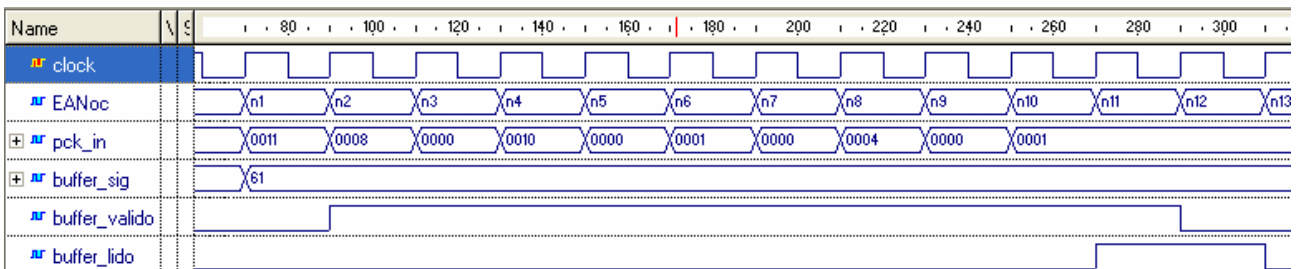 Name V S 80 100 120 140 160 180 200 220 240 260 280 300
clock
EANoc n1 n2 n3 n4 n5 n6 n7 n8 n9 n10 n11 n12 n13
pck_in 0011 0008 0000 0010 0000 0001 0000 0004 0000 0001
buffer_sig 61
buffer_valido
buffer_lido